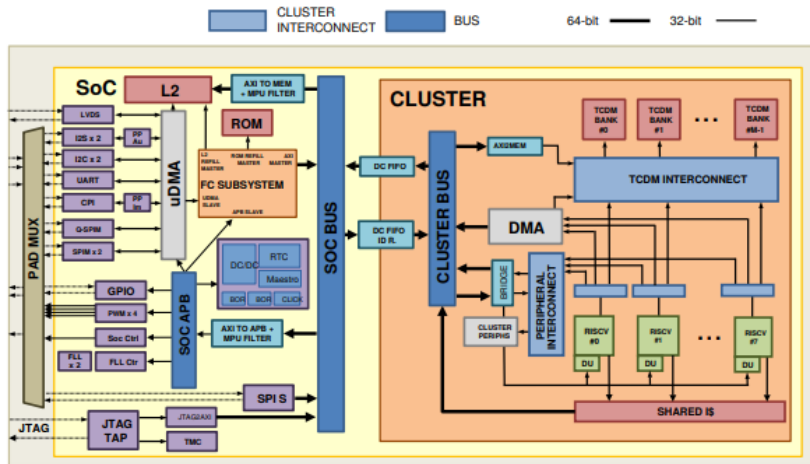 CLUSTER
INTERCONNECT
BUS
64-bit
32-bit
SoC
L2
AXI TO MEM +
MPU FILTER
ROM
LVDS
I2S x 2
PP
Au
I2C x 2
UART
CPI
PP
Im
Q-SPIM
SPIM x 2
uDMA
L2
REFILL
MASTER
ROM REFILL
MASTER
AXI
MASTER
FC SUBSYSTEM
UDMA
SLAVE
APB SLAVE
PAD MUX
GPIO
PWM x 4
Soc Ctrl
FLL
x 2
FLL Ctr
SOC APB
DC/DC
RTC
Maestro
BOR
BOR
CLICK
AXI TO APB +
MPU FILTER
SPI S
JTAG
JTAG
TAP
JTAG2AXI
TMC
SOC BUS
DC FIFO
DC FIFO
ID R.
CLUSTER
CLUSTER BUS
AXI2MEM
TCDM
BANK
#0
TCDM
BANK
#1
...
TCDM
BANK
#M-1
TCDM INTERCONNECT
DMA
BRIDGE
CLUSTER
PERIPHS
PERIPHERAL
INTERCONNECT
RISCV
#0
DU
RISCV
#1
DU
...
RISCV
#7
DU
SHARED I$